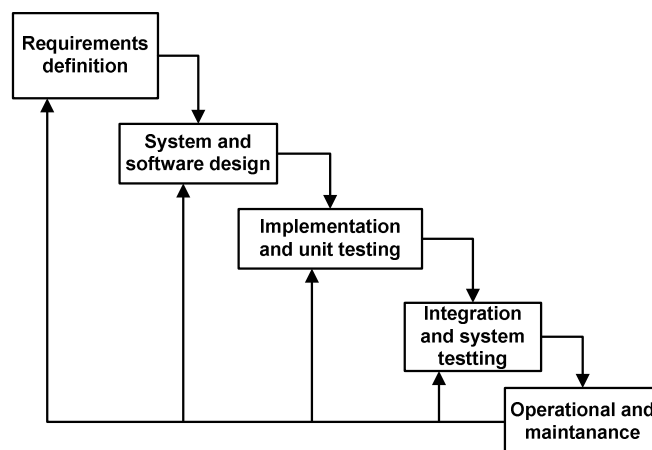 Requirements
definition
System and
software design
Implementation
and unit testing
Integration
and system
testting
Operational and
maintanance